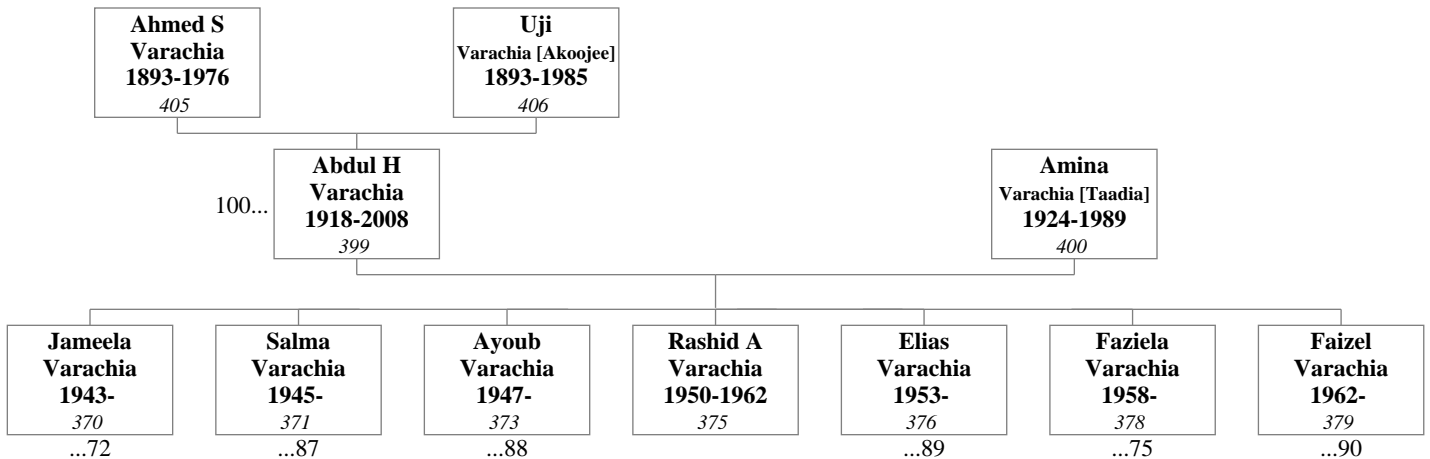 Ahmed S
Varachia
1893-1976
405
Uji
Varachia [Akoojee]
1893-1985
406
100...
Abdul H
Varachia
1918-2008
399
Amina
Varachia [Taadia]
1924-1989
400
Jameela
Varachia
1943-
370
...72
Salma
Varachia
1945-
371
...87
Ayoub
Varachia
1947-
373
...88
Rashid A
Varachia
1950-1962
375
Elias
Varachia
1953-
376
...89
Faziela
Varachia
1958-
378
...75
Faizel
Varachia
1962-
379
...90